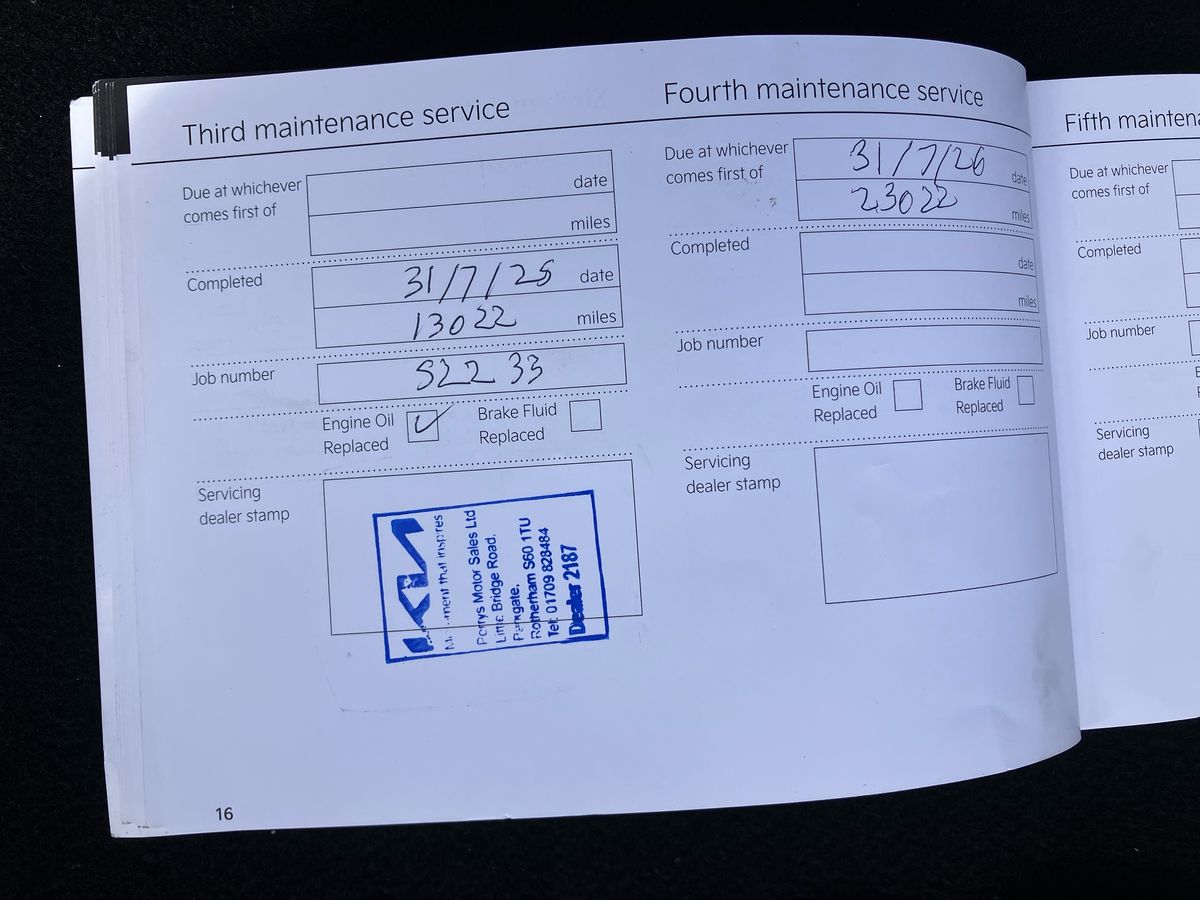 Third maintenance service
Due at whichever
comes first of
date
miles
Completed
31/7/25 date
13022 miles
Job number
S22 33
Engine Oil
Replaced
Brake Fluid
Replaced
Servicing
dealer stamp
KIA
Movement that inspires
Perrys Motor Sales Ltd
Little Bridge Road.
Parkgate.
Rotherham S60 1TU
Tel: 01709 828484
Dealer 2187
16
Fourth maintenance service
Due at whichever
comes first of
31/7/26 date
23022 miles
Completed
date
miles
Job number
Engine Oil
Replaced
Brake Fluid
Replaced
Servicing
dealer stamp
Fifth maintena
Due at whichever
comes first of
Completed
Job number
E
Servicing
dealer stamp